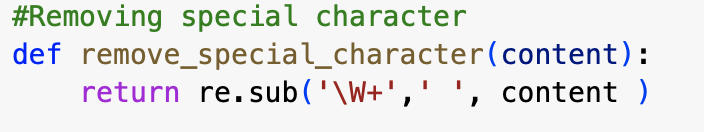 #Removing special character
def remove_special_character(content):
    return re.sub('\W+',' ', content )